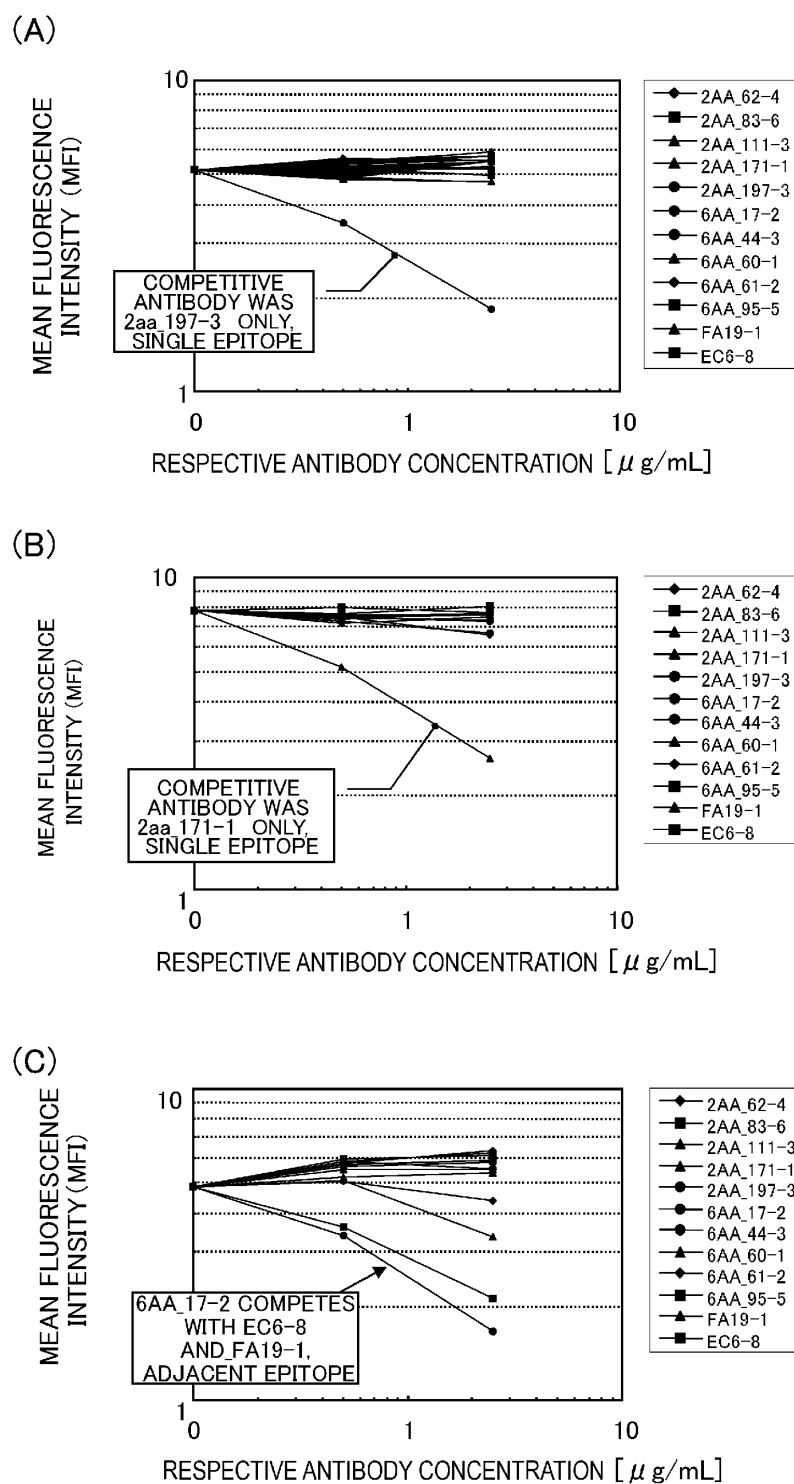 (A)
MEAN FLUORESCENCE
INTENSITY (MFI)
10
1
COMPETITIVE
ANTIBODY WAS
2aa_197-3 ONLY,
SINGLE EPITOPE
0
1
10
RESPECTIVE ANTIBODY CONCENTRATION [μg/mL]
2AA_62-4
2AA_83-6
2AA_111-3
2AA_171-1
2AA_197-3
6AA_17-2
6AA_44-3
6AA_60-1
6AA_61-2
6AA_95-5
FA19-1
EC6-8
(B)
MEAN FLUORESCENCE
INTENSITY (MFI)
10
1
COMPETITIVE
ANTIBODY WAS
2aa_171-1 ONLY,
SINGLE EPITOPE
0
1
10
RESPECTIVE ANTIBODY CONCENTRATION [μg/mL]
2AA_62-4
2AA_83-6
2AA_111-3
2AA_171-1
2AA_197-3
6AA_17-2
6AA_44-3
6AA_60-1
6AA_61-2
6AA_95-5
FA19-1
EC6-8
(C)
MEAN FLUORESCENCE
INTENSITY (MFI)
10
1
6AA_17-2 COMPETES
WITH EC6-8
AND_FA19-1,
ADJACENT EPITOPE
0
1
10
RESPECTIVE ANTIBODY CONCENTRATION [μg/mL]
2AA_62-4
2AA_83-6
2AA_111-3
2AA_171-1
2AA_197-3
6AA_17-2
6AA_44-3
6AA_60-1
6AA_61-2
6AA_95-5
FA19-1
EC6-8